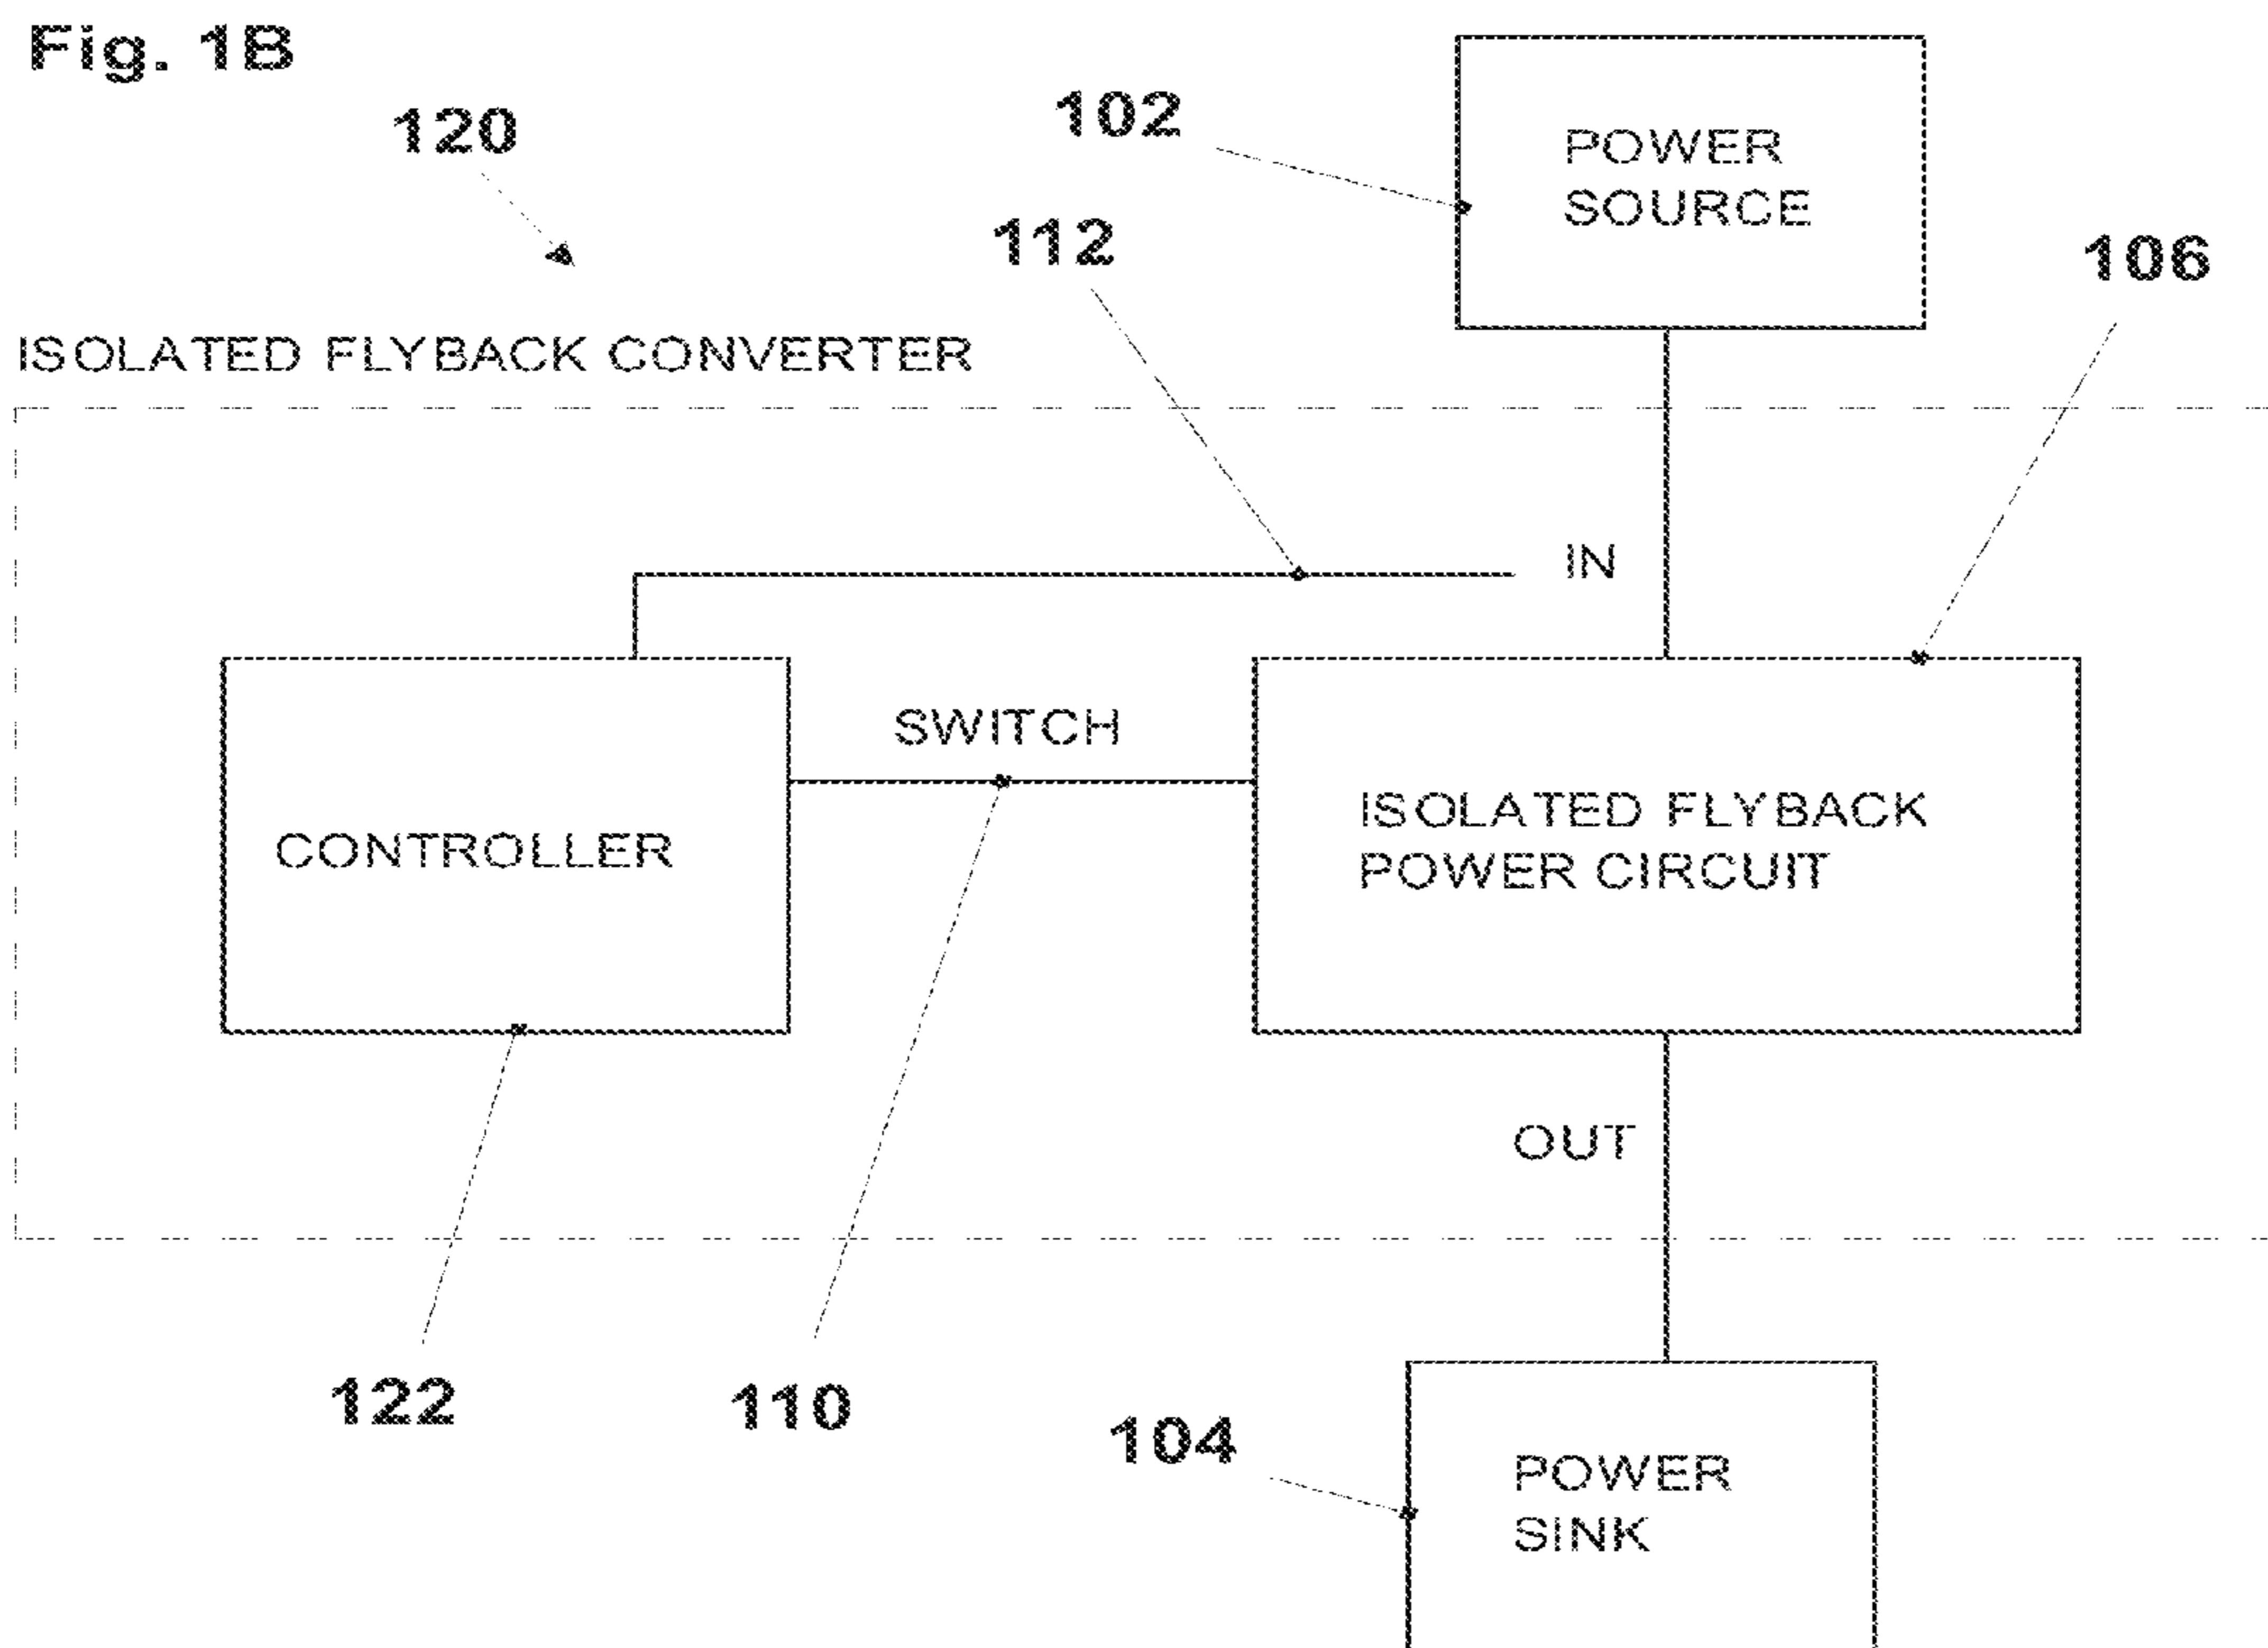 Fig. 1B
120
102
POWER
SOURCE
112
106
ISOLATED FLYBACK CONVERTER
IN
SWITCH
CONTROLLER
ISOLATED FLYBACK
POWER CIRCUIT
OUT
122
110
104
POWER
SINK